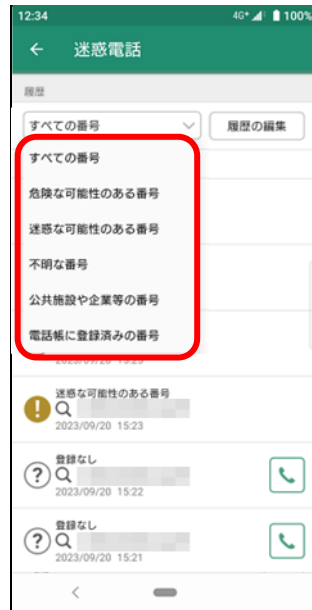 12:34 4G+ 100%
← 迷惑電話
履歴
すべての番号 履歴の編集
すべての番号
危険な可能性のある番号
迷惑な可能性のある番号
不明な番号
公共施設や企業等の番号
電話帳に登録済みの番号
迷惑な可能性のある番号
2023/09/20 15:23
登録なし
2023/09/20 15:22
登録なし
2023/09/20 15:21